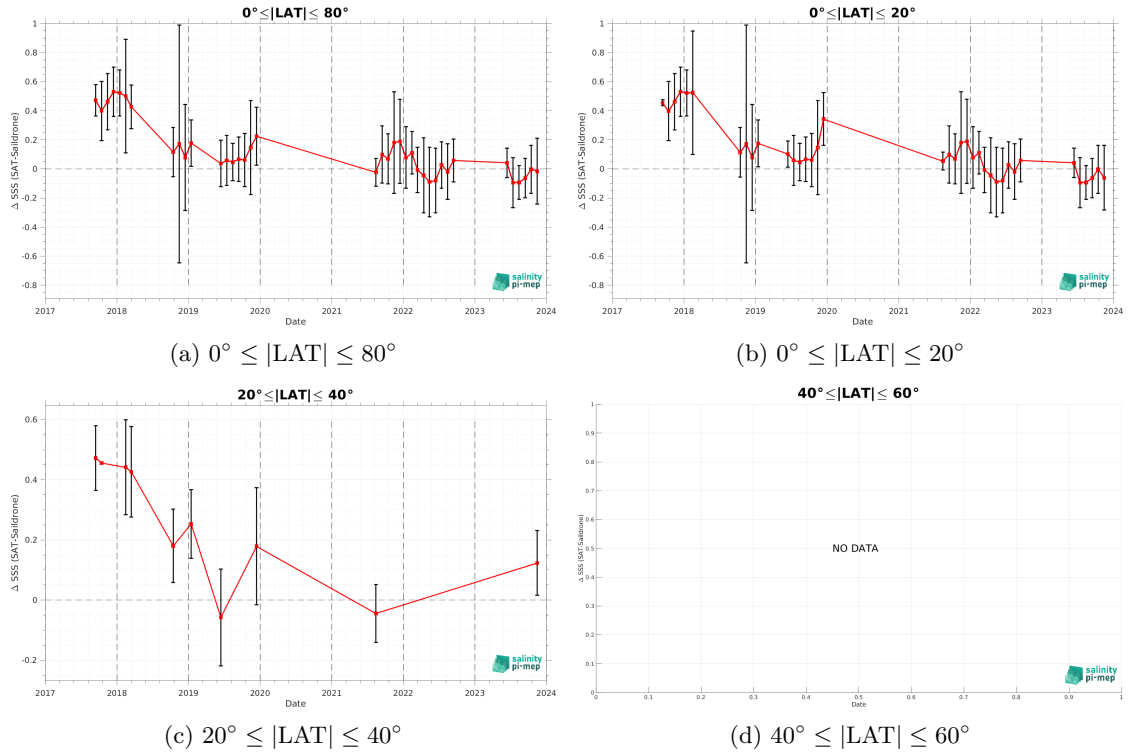 0°≤|LAT|≤ 80°
1
0.8
0.6
0.4
0.2
0
-0.2
-0.4
-0.6
-0.8
Δ SSS (SAT-Saildrone)
2017 2018 2019 2020 2021 2022 2023 2024
Date
salinity
pi-mep
(a) 0° ≤ |LAT| ≤ 80°
0°≤|LAT|≤ 20°
1
0.8
0.6
0.4
0.2
0
-0.2
-0.4
-0.6
-0.8
Δ SSS (SAT-Saildrone)
2017 2018 2019 2020 2021 2022 2023 2024
Date
salinity
pi-mep
(b) 0° ≤ |LAT| ≤ 20°
20°≤|LAT|≤ 40°
0.6
0.4
0.2
0
-0.2
Δ SSS (SAT-Saildrone)
2017 2018 2019 2020 2021 2022 2023 2024
Date
salinity
pi-mep
(c) 20° ≤ |LAT| ≤ 40°
40°≤|LAT|≤ 60°
1
0.9
0.8
0.7
0.6
0.5
0.4
0.3
0.2
0.1
0
Δ SSS (SAT-Saildrone)
NO DATA
0 0.1 0.2 0.3 0.4 0.5 0.6 0.7 0.8 0.9 1
Date
salinity
pi-mep
(d) 40° ≤ |LAT| ≤ 60°